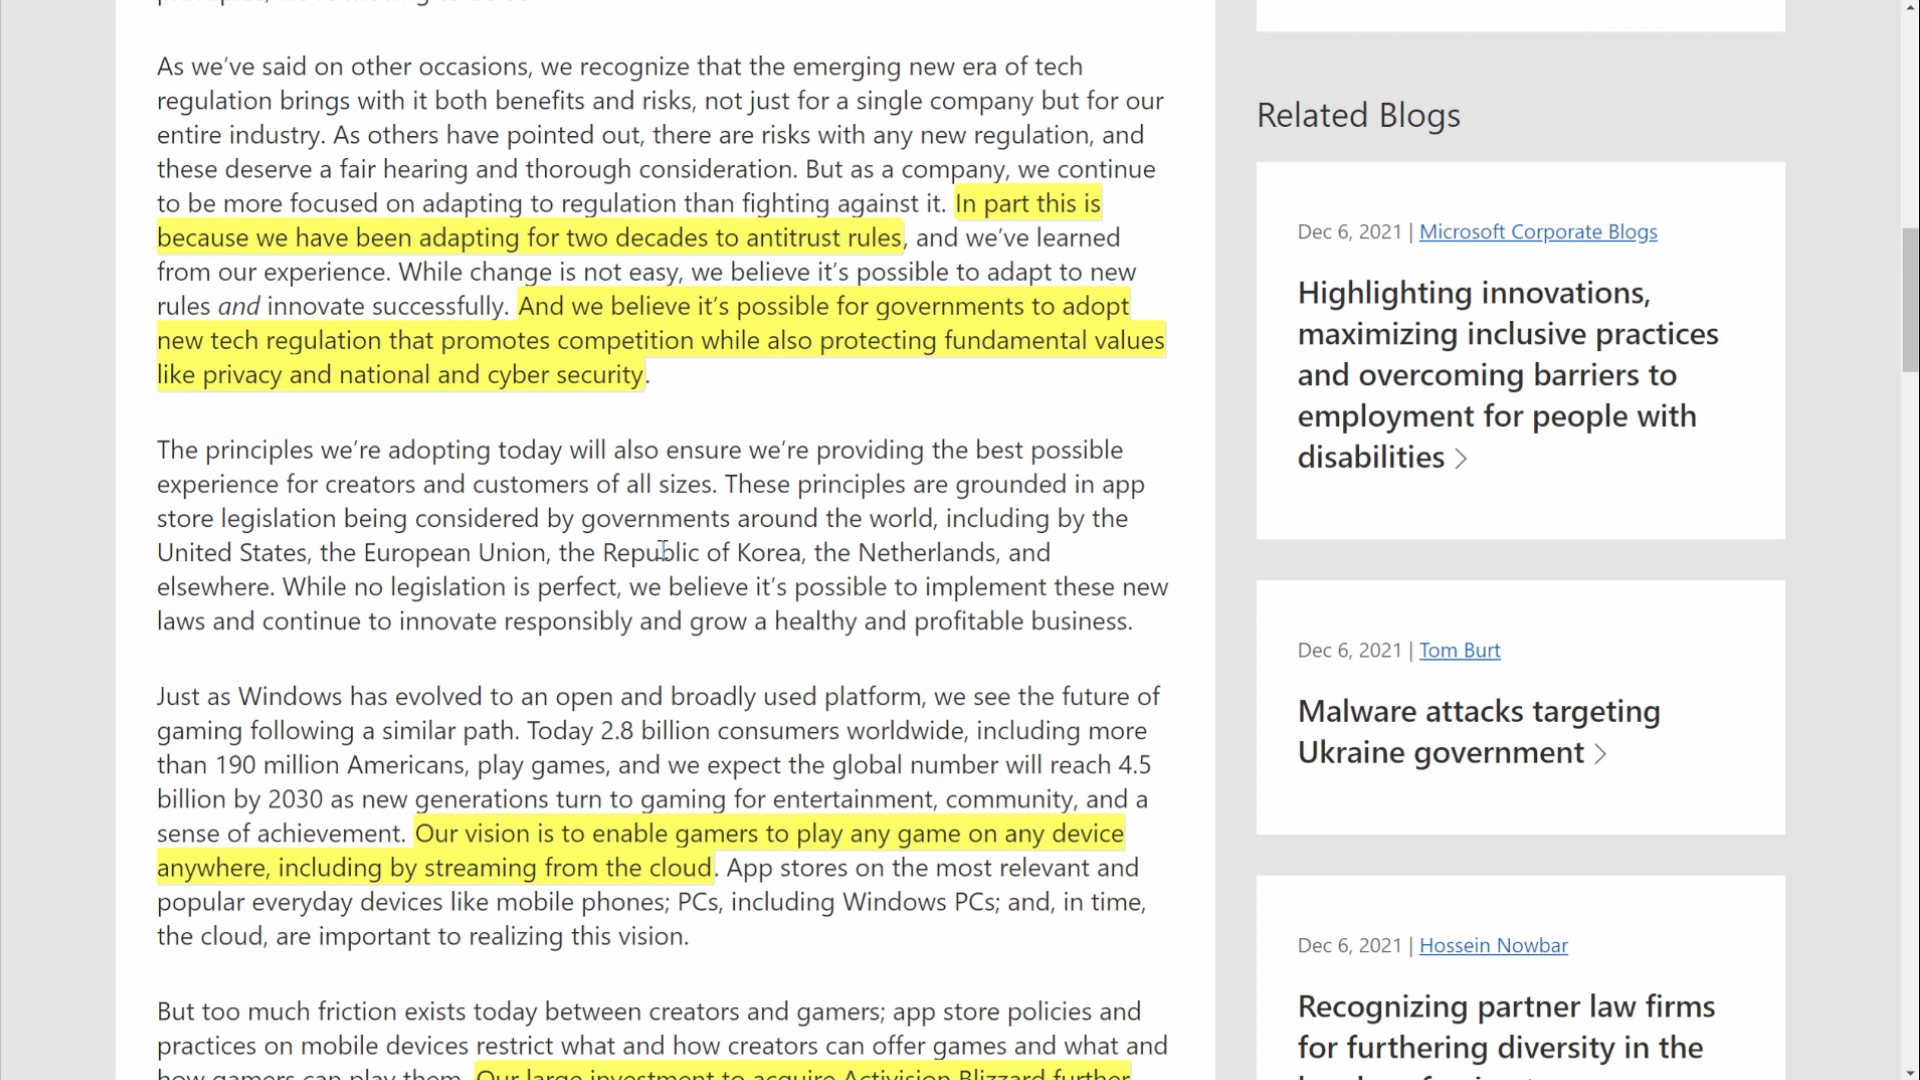 As we’ve said on other occasions, we recognize that the emerging new era of tech
regulation brings with it both benefits and risks, not just for a single company but for our
entire industry. As others have pointed out, there are risks with any new regulation, and
these deserve a fair hearing and thorough consideration. But as a company, we continue
to be more focused on adapting to regulation than fighting against it. In part this is
because we have been adapting for two decades to antitrust rules, and we’ve learned
from our experience. While change is not easy, we believe it’s possible to adapt to new
rules and innovate successfully. And we believe it’s possible for governments to adopt
new tech regulation that promotes competition while also protecting fundamental values
like privacy and national and cyber security.
The principles we’re adopting today will also ensure we’re providing the best possible
experience for creators and customers of all sizes. These principles are grounded in app
store legislation being considered by governments around the world, including by the
United States, the European Union, the Republic of Korea, the Netherlands, and
elsewhere. While no legislation is perfect, we believe it’s possible to implement these new
laws and continue to innovate responsibly and grow a healthy and profitable business.
Just as Windows has evolved to an open and broadly used platform, we see the future of
gaming following a similar path. Today 2.8 billion consumers worldwide, including more
than 190 million Americans, play games, and we expect the global number will reach 4.5
billion by 2030 as new generations turn to gaming for entertainment, community, and a
sense of achievement. Our vision is to enable gamers to play any game on any device
anywhere, including by streaming from the cloud. App stores on the most relevant and
popular everyday devices like mobile phones; PCs, including Windows PCs; and, in time,
the cloud, are important to realizing this vision.
But too much friction exists today between creators and gamers; app store policies and
practices on mobile devices restrict what and how creators can offer games and what and
how gamers can play them. Our large investment to acquire Activision Blizzard further
Related Blogs
Dec 6, 2021 | Microsoft Corporate Blogs
Highlighting innovations,
maximizing inclusive practices
and overcoming barriers to
employment for people with
disabilities >
Dec 6, 2021 | Tom Burt
Malware attacks targeting
Ukraine government >
Dec 6, 2021 | Hossein Nowbar
Recognizing partner law firms
for furthering diversity in the